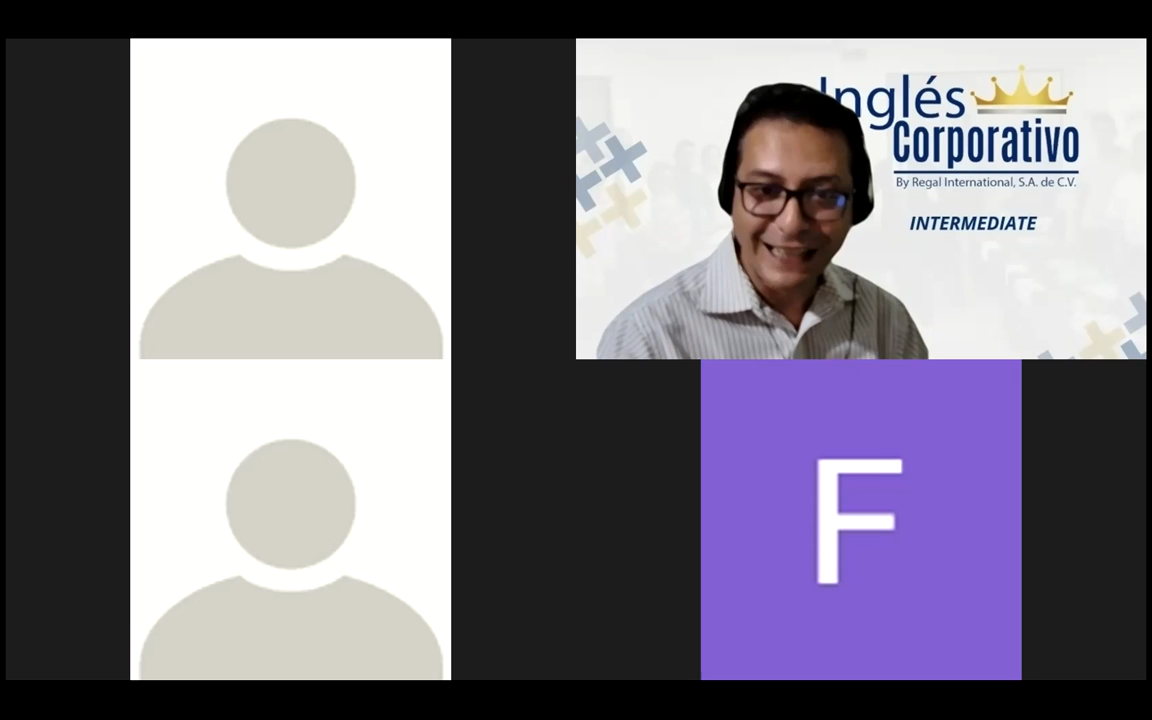 Inglés
Corporativo
By Regal International, S.A. de C.V.
INTERMEDIATE
F